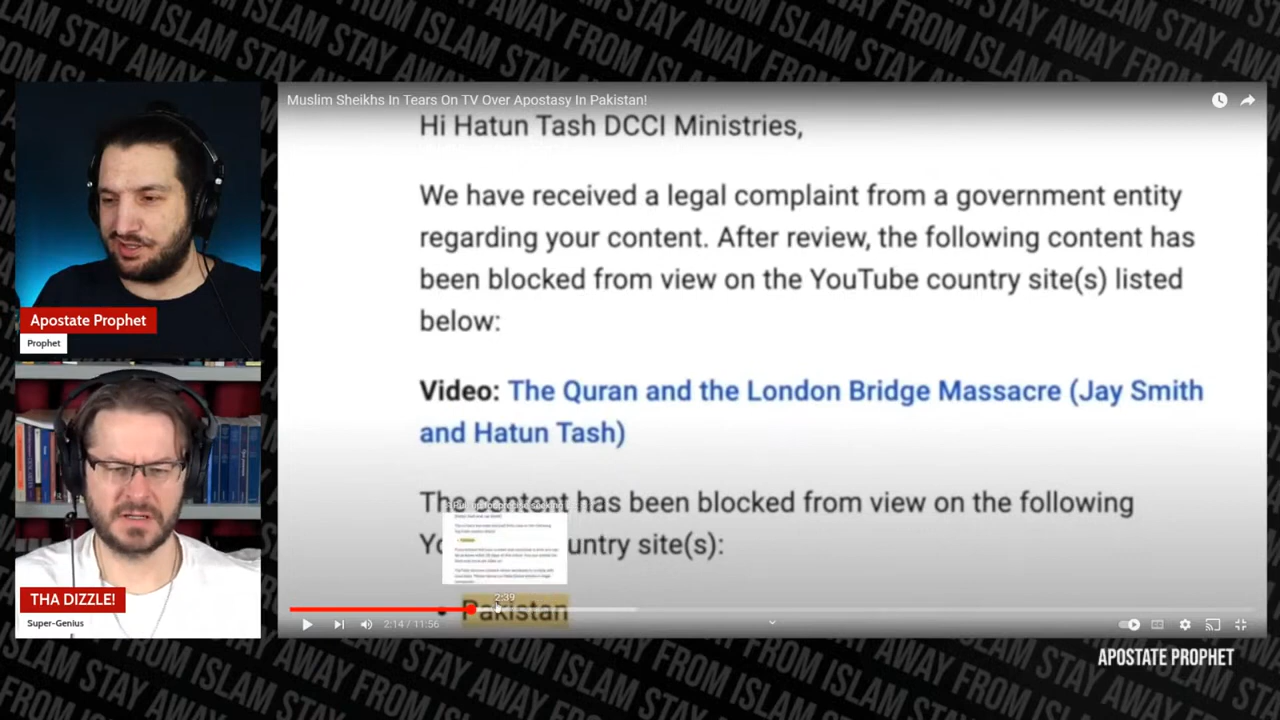 STAY AWAY FROM ISLAM
Muslim Sheikhs In Tears On TV Over Apostasy In Pakistan!
Hi Hatun Tash DCCI Ministries,
We have received a legal complaint from a government entity
regarding your content. After review, the following content has
been blocked from view on the YouTube country site(s) listed
below:
Video: The Quran and the London Bridge Massacre (Jay Smith
and Hatun Tash)
The content has been blocked from view on the following
untry site(s):
2:39
• Pakistan
2:14 / 11:56
Apostate Prophet
Prophet
THA DIZZLE!
Super-Genius
APOSTATE PROPHET